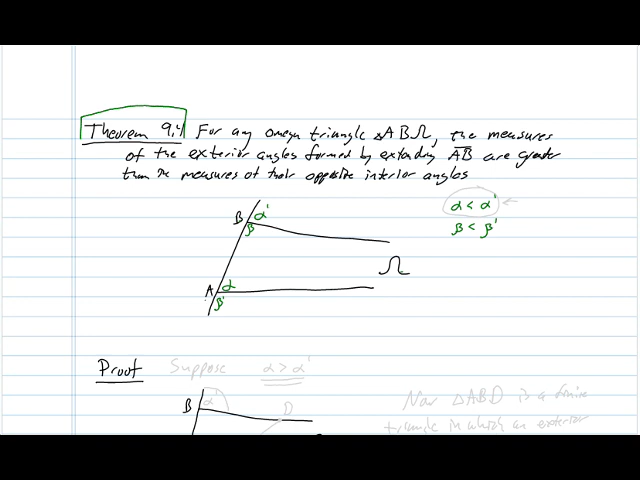 Theorem 9.4 For any omega triangle △ABΩ, the measures
of the exterior angles formed by extending A̅B̅ are greater
than the measures of their opposite interior angles
B α'
β
α < α'
β < β'
Ω
A α
β'
Proof Suppose α > α'
B α' D
Now △ABD is a finite
triangle in which an exterior